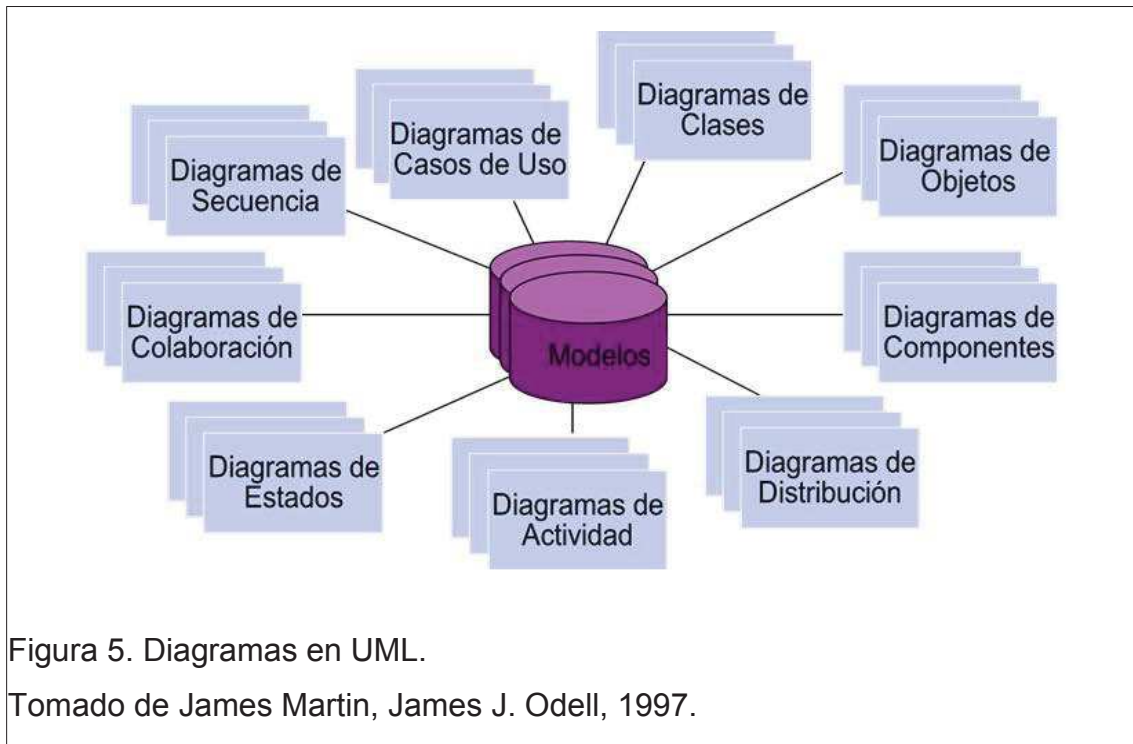 Diagramas de
Clases
Diagramas de
Casos de Uso
Diagramas de
Objetos
Diagramas de
Secuencia
Diagramas de
Colaboración
Diagramas de
Componentes
Modelos
Diagramas de
Estados
Diagramas de
Actividad
Diagramas de
Distribución
Figura 5. Diagramas en UML.
Tomado de James Martin, James J. Odell, 1997.